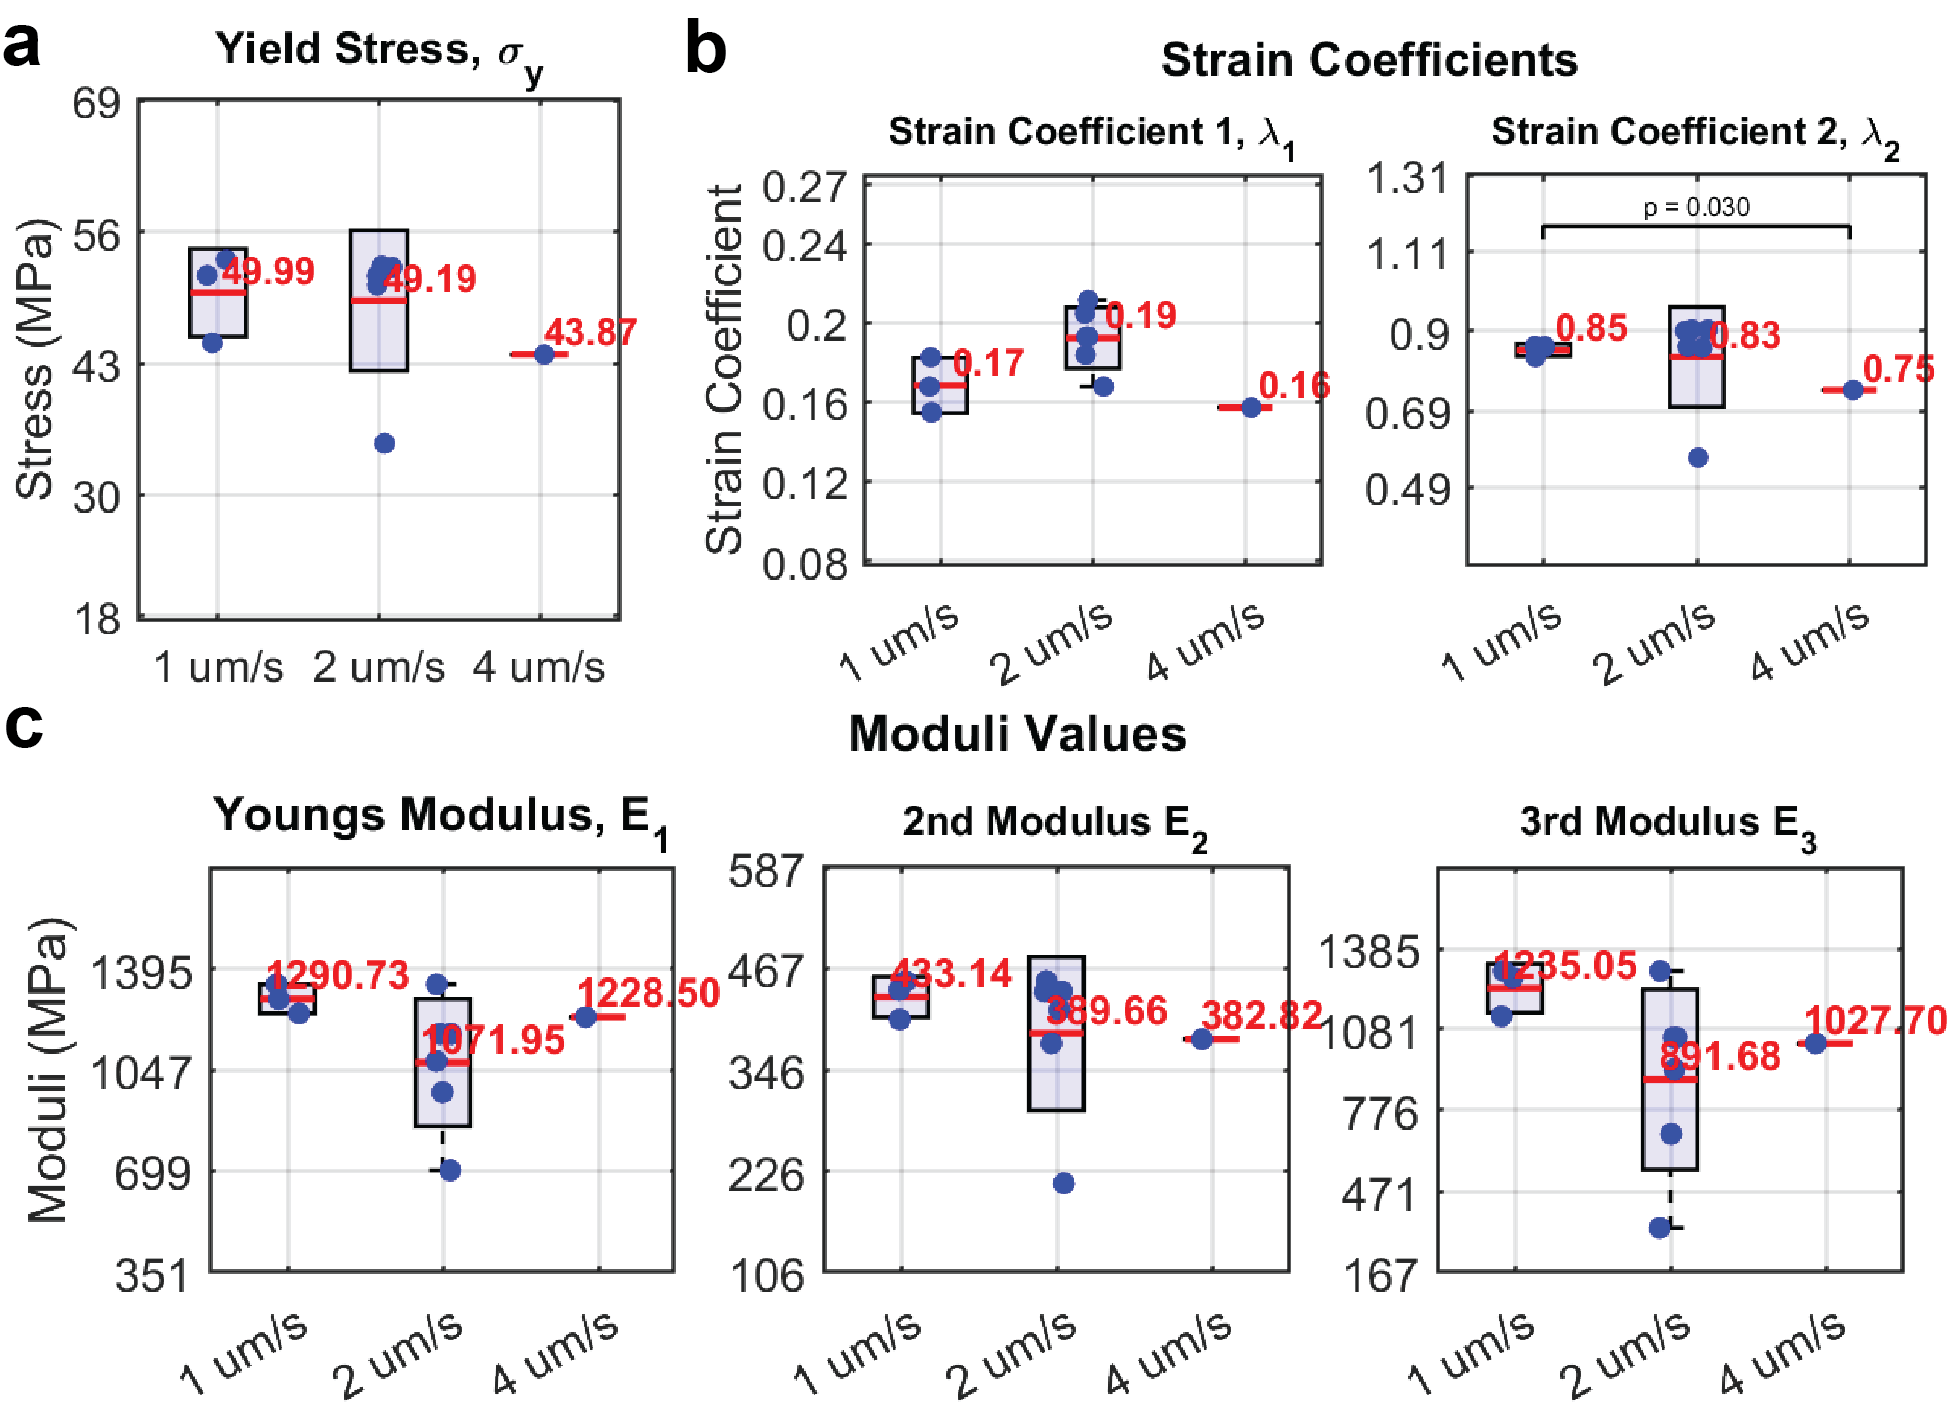 a
Yield Stress, σy
69
56
43
30
18
Stress (MPa)
49.99
49.19
43.87
1 um/s 2 um/s 4 um/s
b
Strain Coefficients
Strain Coefficient 1, λ1
0.27
0.24
0.2
0.16
0.12
0.08
Strain Coefficient
0.17
0.19
0.16
1 um/s
2 um/s
4 um/s
Strain Coefficient 2, λ2
1.31
1.11
0.9
0.69
0.49
p = 0.030
0.85
0.83
0.75
1 um/s
2 um/s
4 um/s
c
Moduli Values
Youngs Modulus, E1
1395
1047
699
351
Moduli (MPa)
1290.73
1071.95
1228.50
1 um/s
2 um/s
4 um/s
2nd Modulus E2
587
467
346
226
106
433.14
389.66
382.82
1 um/s
2 um/s
4 um/s
3rd Modulus E3
1385
1081
776
471
167
1235.05
891.68
1027.70
1 um/s
2 um/s
4 um/s